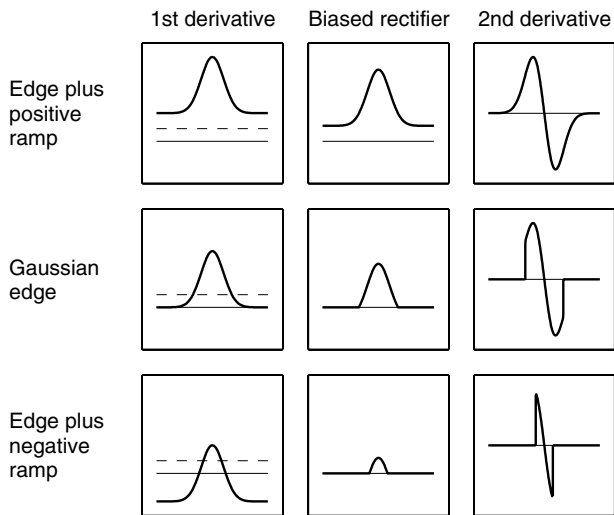 1st derivative
Biased rectifier
2nd derivative
Edge plus
positive
ramp
Gaussian
edge
Edge plus
negative
ramp